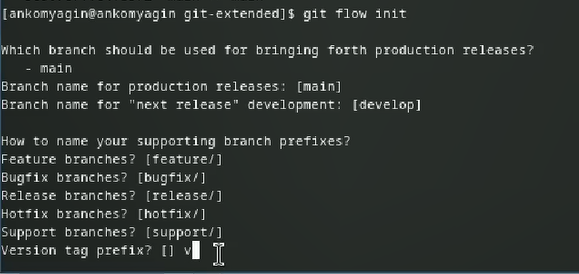 [ankomyagin@ankomyagin git-extended]$ git flow init
Which branch should be used for bringing forth production releases?
- main
Branch name for production releases: [main]
Branch name for "next release" development: [develop]
How to name your supporting branch prefixes?
Feature branches? [feature/]
Bugfix branches? [bugfix/]
Release branches? [release/]
Hotfix branches? [hotfix/]
Support branches? [support/]
Version tag prefix? [] v